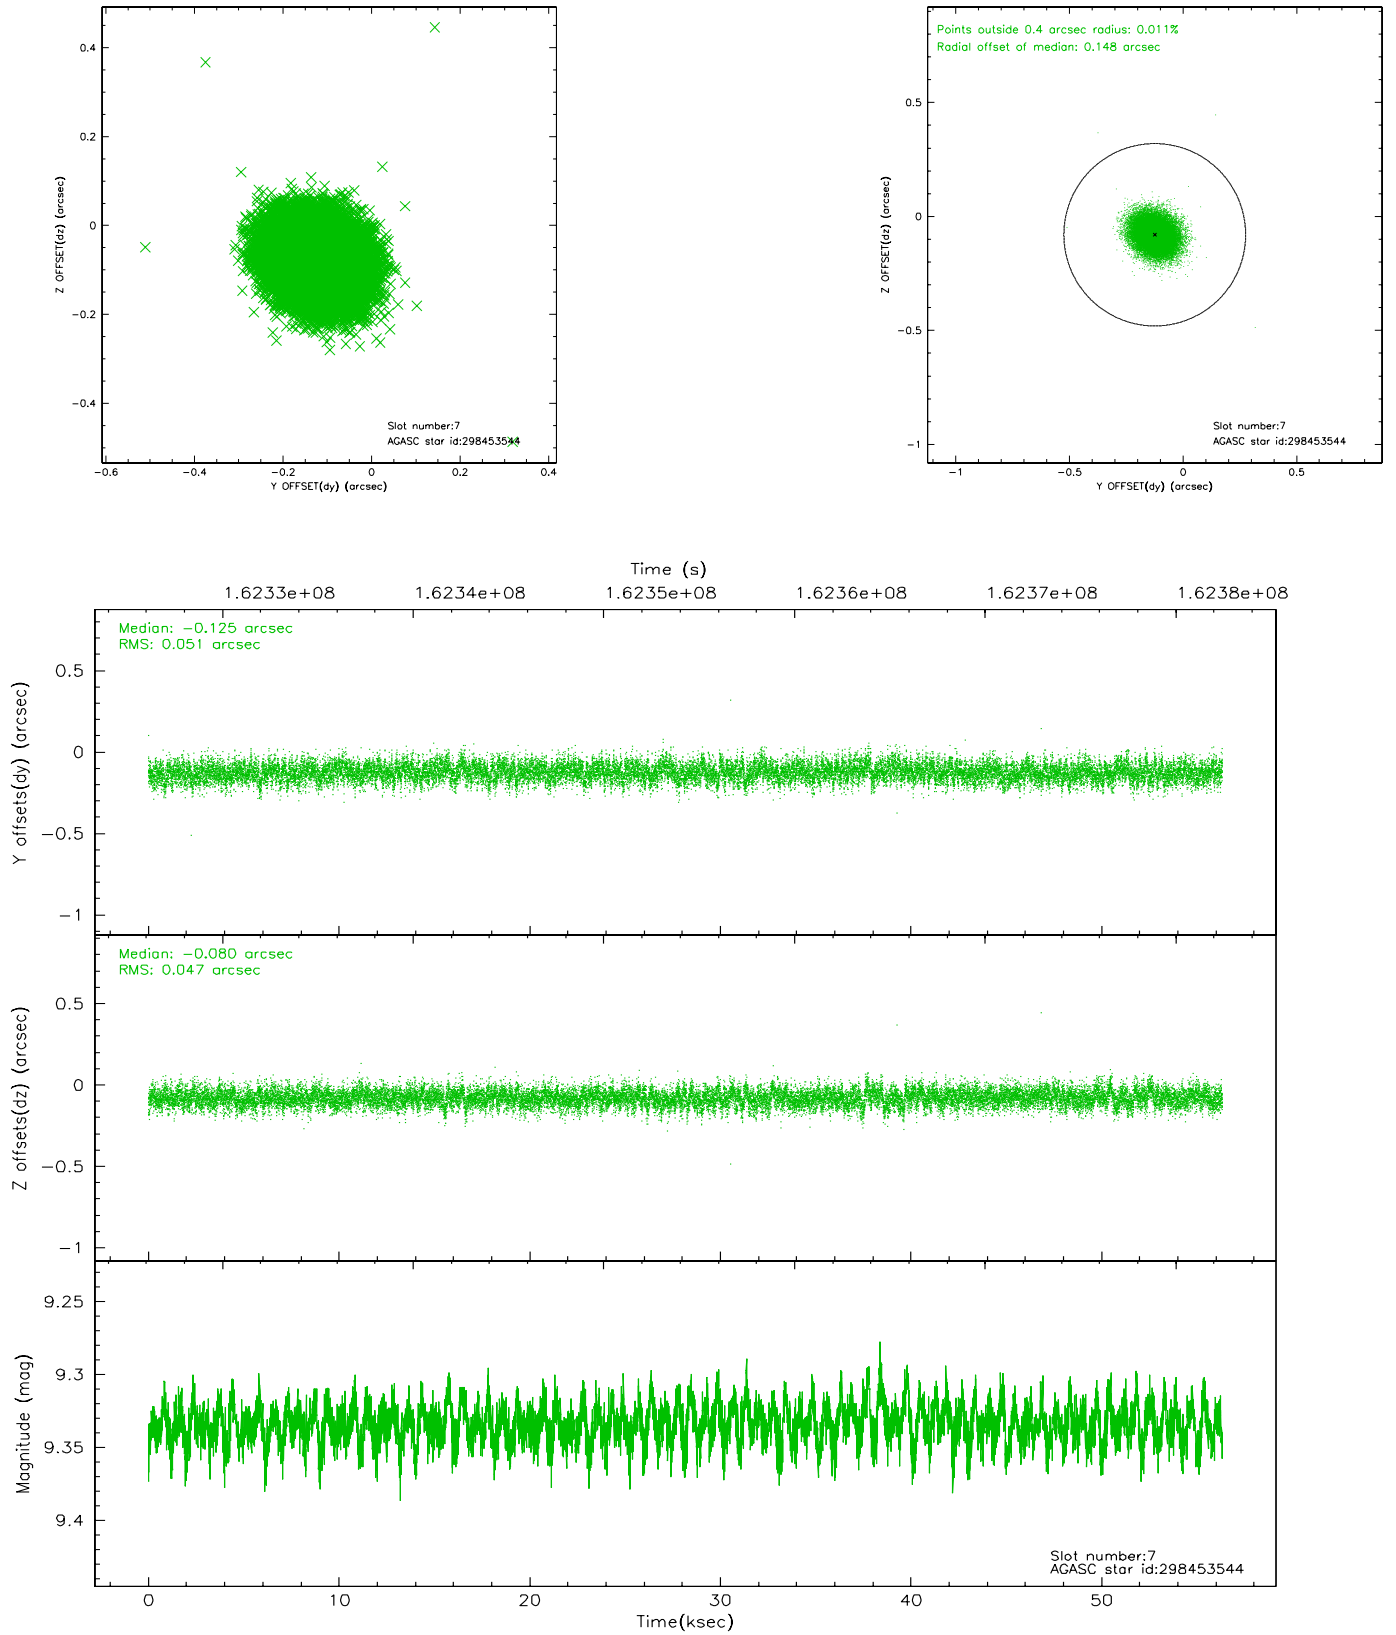 0.4
0.2
0
−0.2
−0.4
Z OFFSET(dz) (arcsec)
Slot number:7
AGASC star id:298453544
−0.6
−0.4
−0.2
0
0.2
0.4
Y OFFSET(dy) (arcsec)
Points outside 0.4 arcsec radius: 0.011%
Radial offset of median: 0.148 arcsec
0.5
0
−0.5
−1
Z OFFSET(dz) (arcsec)
Slot number:7
AGASC star id:298453544
−1
−0.5
0
0.5
Y OFFSET(dy) (arcsec)
Time (s)
1.6233e+08
1.6234e+08
1.6235e+08
1.6236e+08
1.6237e+08
1.6238e+08
Median: −0.125 arcsec
RMS: 0.051 arcsec
0.5
0
−0.5
−1
Y offsets(dy) (arcsec)
Median: −0.080 arcsec
RMS: 0.047 arcsec
0.5
0
−0.5
−1
Z offsets(dz) (arcsec)
9.25
9.3
9.35
9.4
Magnitude (mag)
Slot number:7
AGASC star id:298453544
0
10
20
30
40
50
Time(ksec)